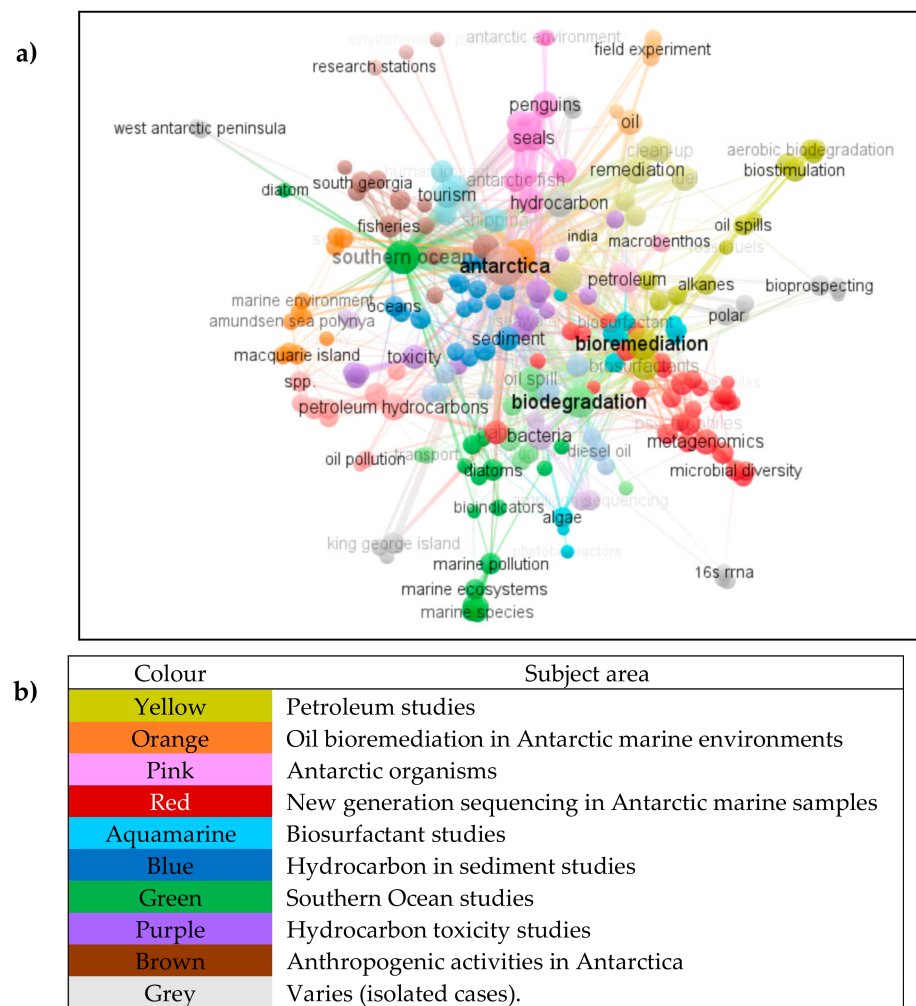 a)
antarctic environment
field experiment
research stations
penguins
west antarctic peninsula
oil
seals
clean-up
aerobic biodegradation
remediation
biostimulation
antarctic fish
south georgia
diatom
tourism
hydrocarbon
shipping
fisheries
oil spills
india
macrobenthos
southern ocean
antarctica
petroleum
alkanes
bioprospecting
marine environment
oceans
amundsen sea polynya
polar
biosurfactant
sediment
bioremediation
macquarie island
toxicity
biosurfactants
spp.
oil spill
petroleum hydrocarbons
biodegradation
bacteria
metagenomics
oil pollution
transport
diesel oil
diatoms
microbial diversity
bioindicators
algae
king george island
marine pollution
16s rrna
marine ecosystems
marine species
b)
Colour Subject area
Yellow Petroleum studies
Orange Oil bioremediation in Antarctic marine environments
Pink Antarctic organisms
Red New generation sequencing in Antarctic marine samples
Aquamarine Biosurfactant studies
Blue Hydrocarbon in sediment studies
Green Southern Ocean studies
Purple Hydrocarbon toxicity studies
Brown Anthropogenic activities in Antarctica
Grey Varies (isolated cases).